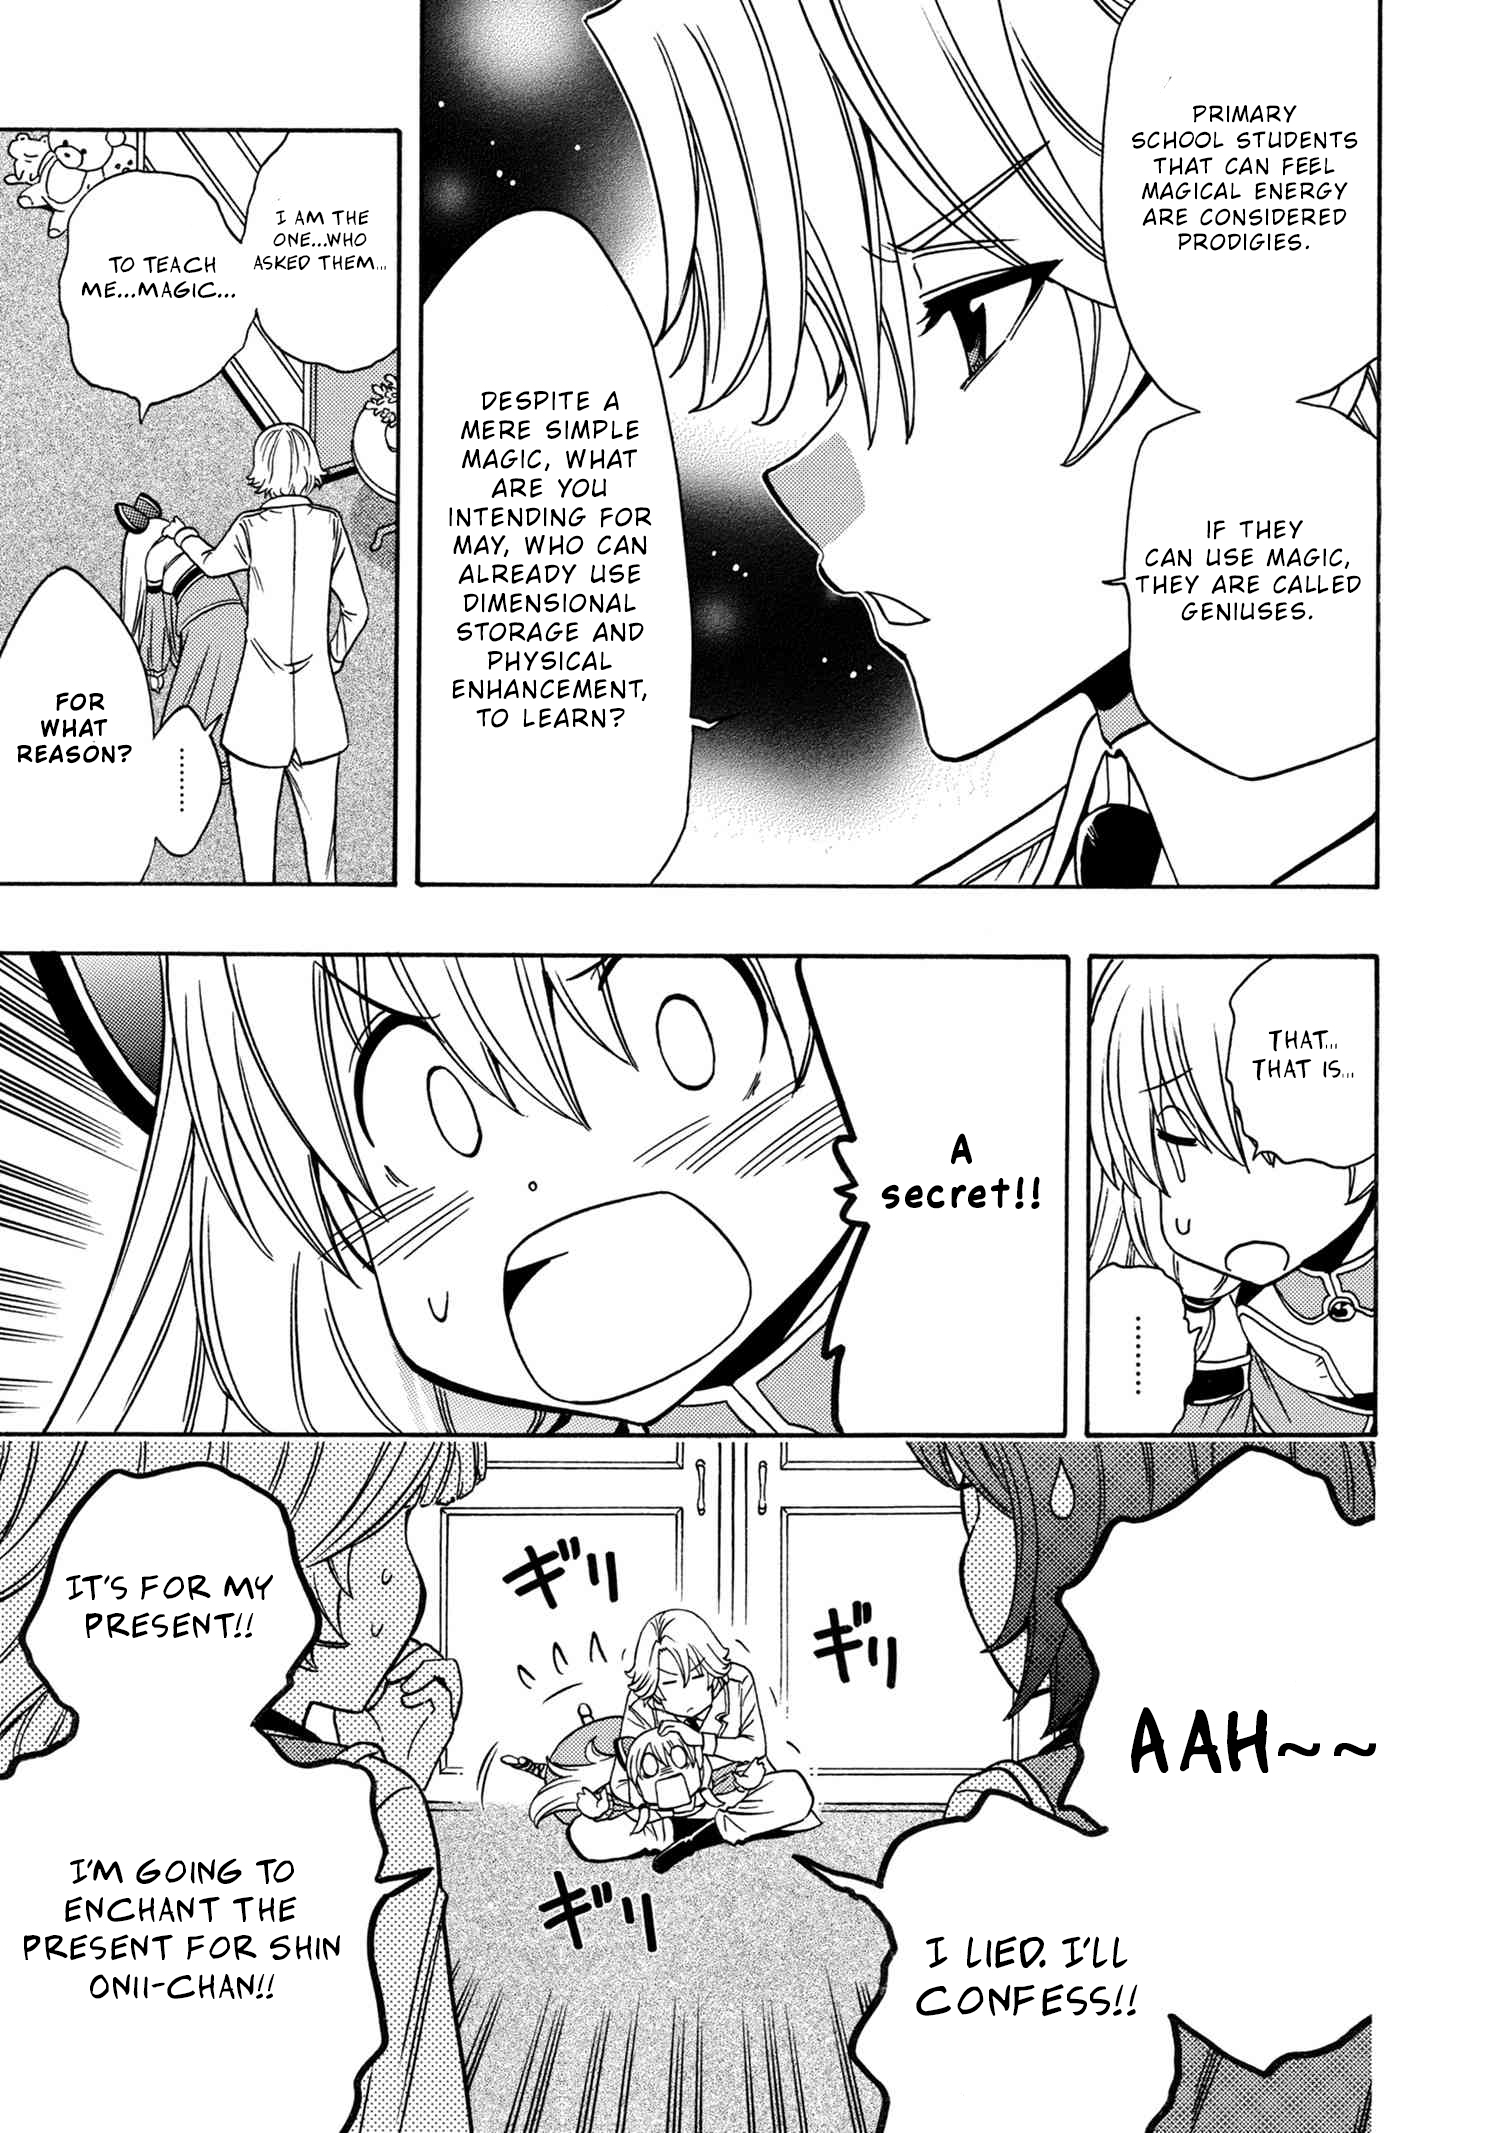 PRIMARY
SCHOOL STUDENTS
THAT CAN FEEL
MAGICAL ENERGY
ARE CONSIDERED
PRODIGIES.
IF THEY
CAN USE MAGIC,
THEY ARE CALLED
GENIUSES.
DESPITE A
MERE SIMPLE
MAGIC, WHAT
ARE YOU
INTENDING FOR
MAY, WHO CAN
ALREADY USE
DIMENSIONAL
STORAGE AND
PHYSICAL
ENHANCEMENT,
TO LEARN?
I AM THE
ONE...WHO
ASKED THEM...
TO TEACH
ME...MAGIC...
.........
FOR
WHAT
REASON?
THAT...
THAT IS...
.........
A
secret!!
AAH~~
I LIED. I'LL
CONFESS!!
ギリ
ギリ
ギリ
IT'S FOR MY
PRESENT!!
I'M GOING TO
ENCHANT THE
PRESENT FOR SHIN
ONII-CHAN!!